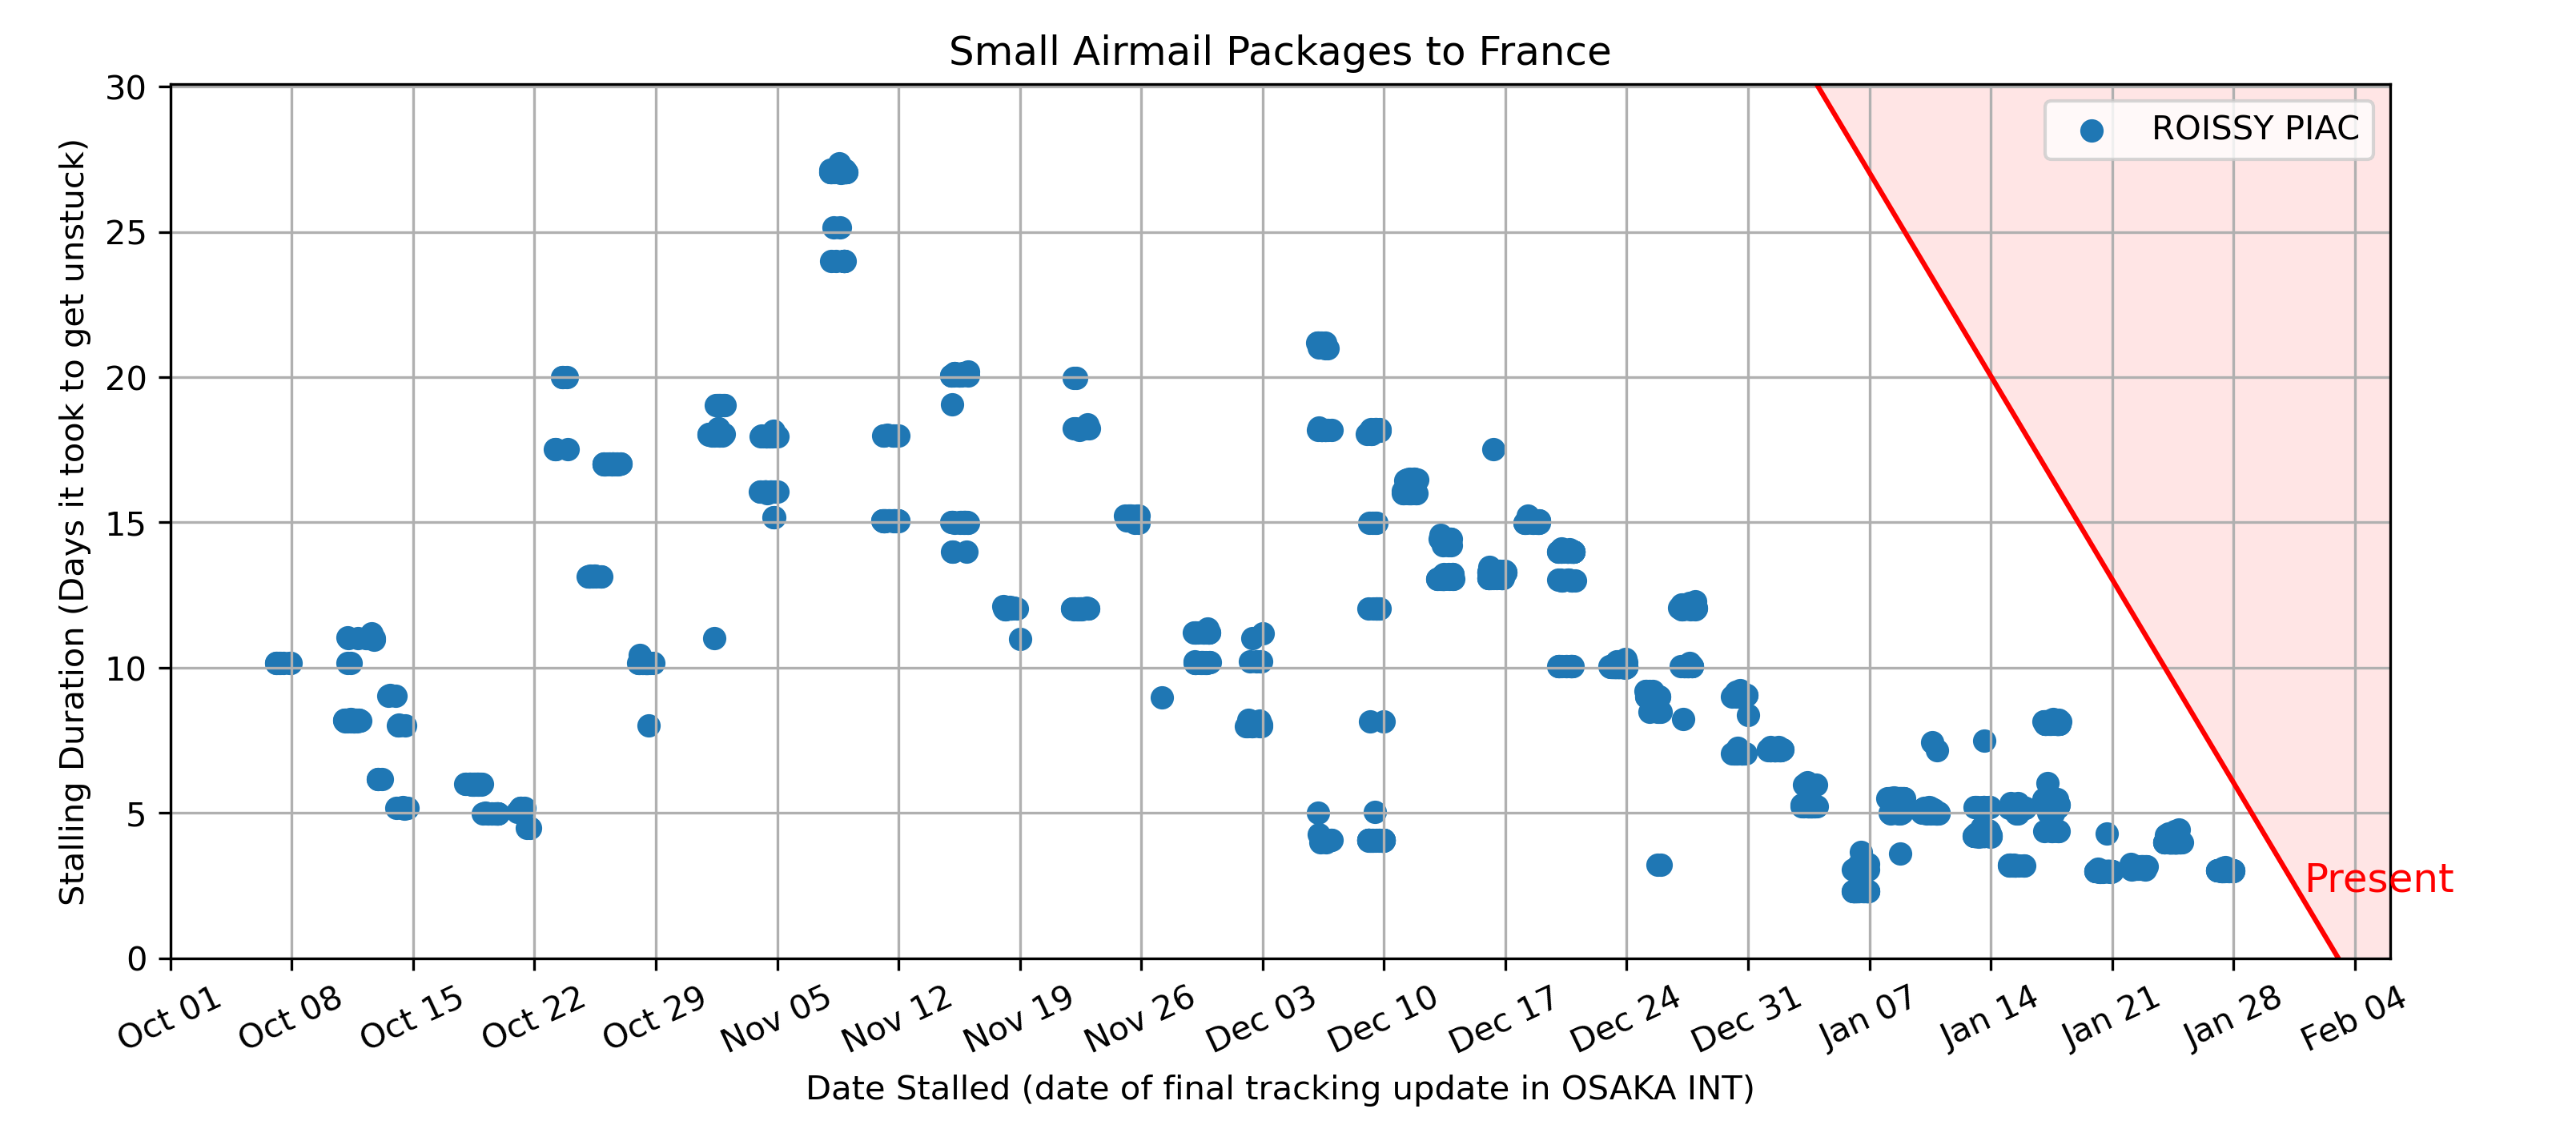 Small Airmail Packages to France
Stalling Duration (Days it took to get unstuck)
30
25
20
15
10
5
0
ROISSY PIAC
Present
Oct 01
Oct 08
Oct 15
Oct 22
Oct 29
Nov 05
Nov 12
Nov 19
Nov 26
Dec 03
Dec 10
Dec 17
Dec 24
Dec 31
Jan 07
Jan 14
Jan 21
Jan 28
Feb 04
Date Stalled (date of final tracking update in OSAKA INT)